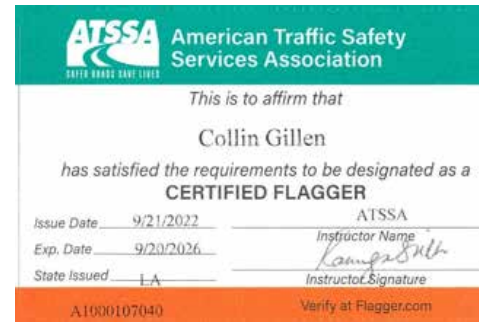 ATSSA
SAFER ROADS SAVE LIVES
American Traffic Safety
Services Association
This is to affirm that
Collin Gillen
has satisfied the requirements to be designated as a
CERTIFIED FLAGGER
Issue Date 9/21/2022
ATSSA
Instructor Name
Exp. Date 9/20/2026
State Issued LA
Instructor Signature
A1000107040
Verify at Flagger.com